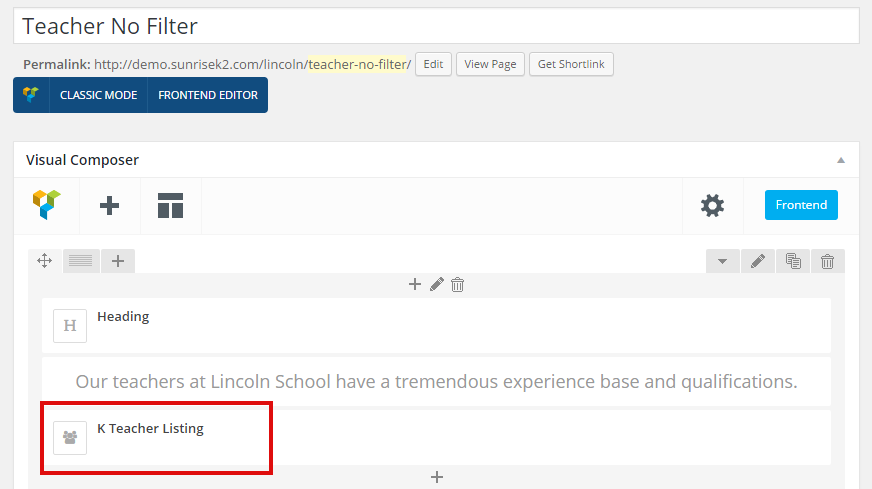 Teacher No Filter
Permalink: http://demo.sunrisek2.com/lincoln/teacher-no-filter/ Edit View Page Get Shortlink
CLASSIC MODE FRONTEND EDITOR
Visual Composer
Frontend
H Heading
Our teachers at Lincoln School have a tremendous experience base and qualifications.
K Teacher Listing